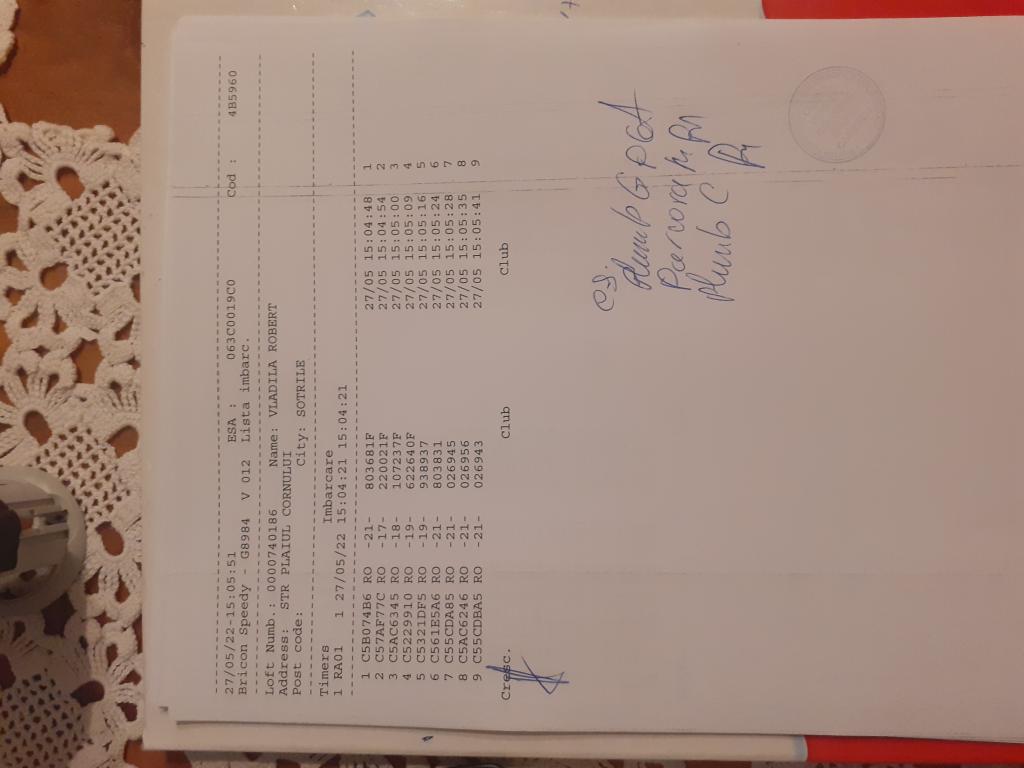 27/05/22-15:05:51 ESA : 063C0019C0 Cod : 4B5960
Bricon Speedy - G8984 V 012 Lista imbarc.
Loft Numb.: 0000740186 Name: VLADILA ROBERT
Address: STR PLAIUL CORNULUI
Post code: City: SOTRILE
Timers Imbarcare
1 RA01 1 27/05/22 15:04:21 15:04:21
1 C5B074B6 RO -21- 803681F 27/05 15:04:48 1
2 C57AF77C RO -17- 220021F 27/05 15:04:54 2
3 C5AC6345 RO -18- 107237F 27/05 15:05:00 3
4 C5229910 RO -19- 622640F 27/05 15:05:09 4
5 C5321DF5 RO -19- 938937 27/05 15:05:16 5
6 C561E5A6 RO -21- 803831 27/05 15:05:24 6
7 C55CDA85 RO -21- 026945 27/05 15:05:28 7
8 C5AC6246 RO -21- 026956 27/05 15:05:35 8
9 C55CDBA5 RO -21- 026943 27/05 15:05:41 9
Cresc. Club Club